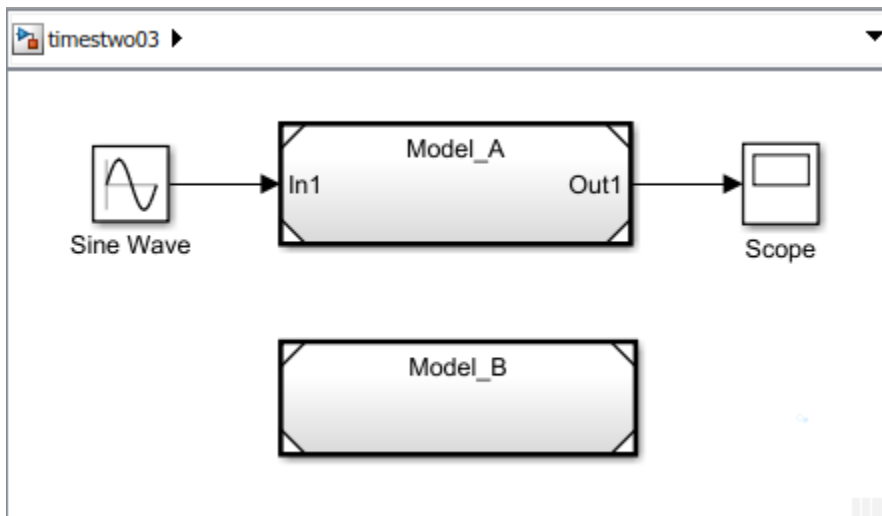 timestwo03
Model_A
In1
Out1
Sine Wave
Scope
Model_B